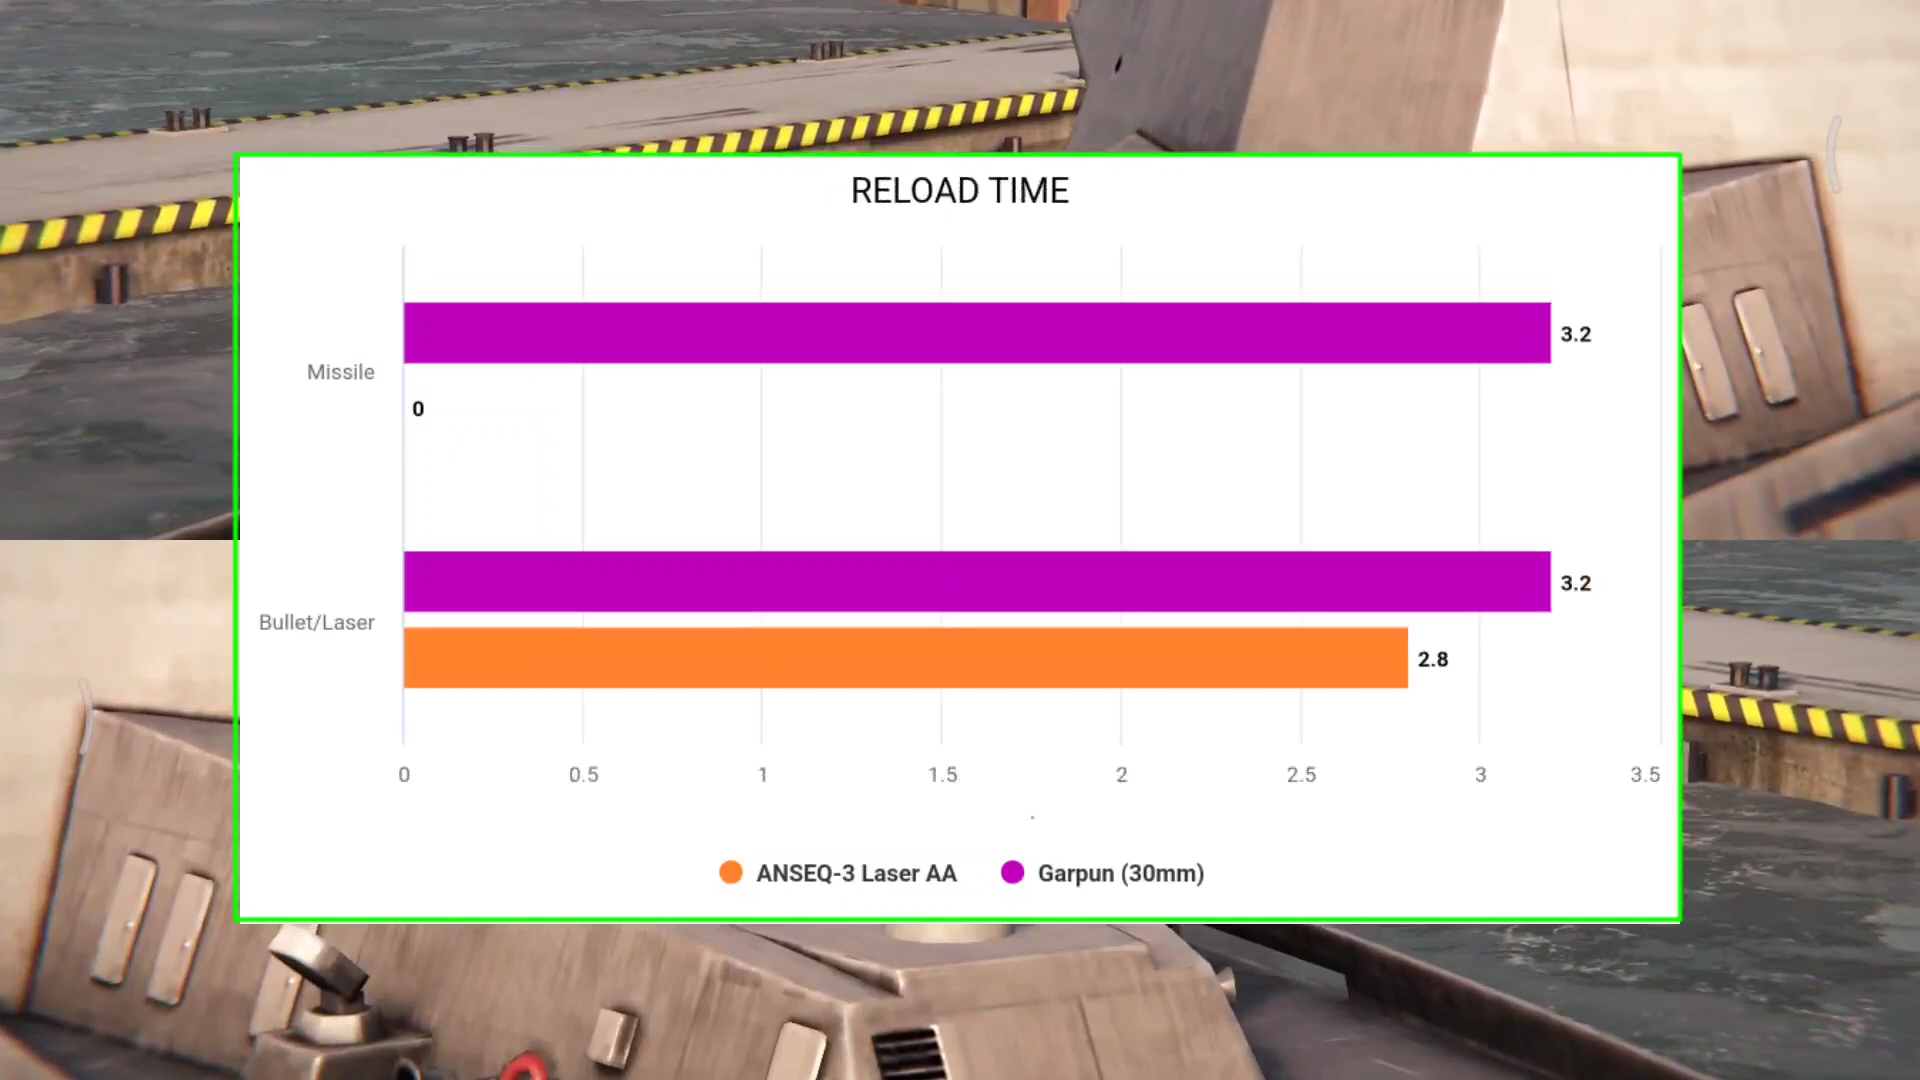 RELOAD TIME
Missile
3.2
0
Bullet/Laser
3.2
2.8
0 0.5 1 1.5 2 2.5 3 3.5
.
ANSEQ-3 Laser AA Garpun (30mm)